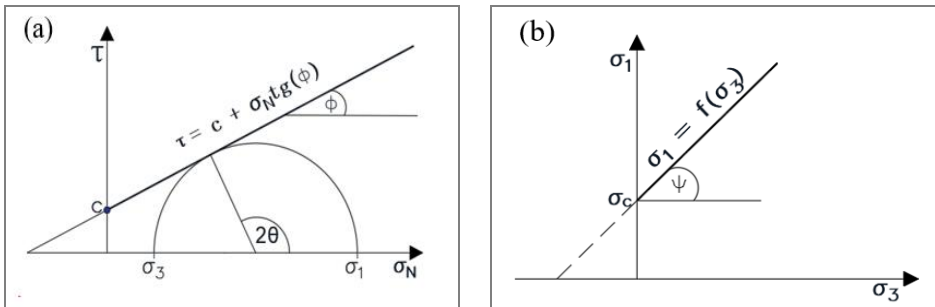 (a)
τ
τ = c + σNtg(ϕ)
ϕ
c
2θ
σ3
σ1
σN
(b)
σ1
σ1 = f(σ3)
ψ
σc
σ3